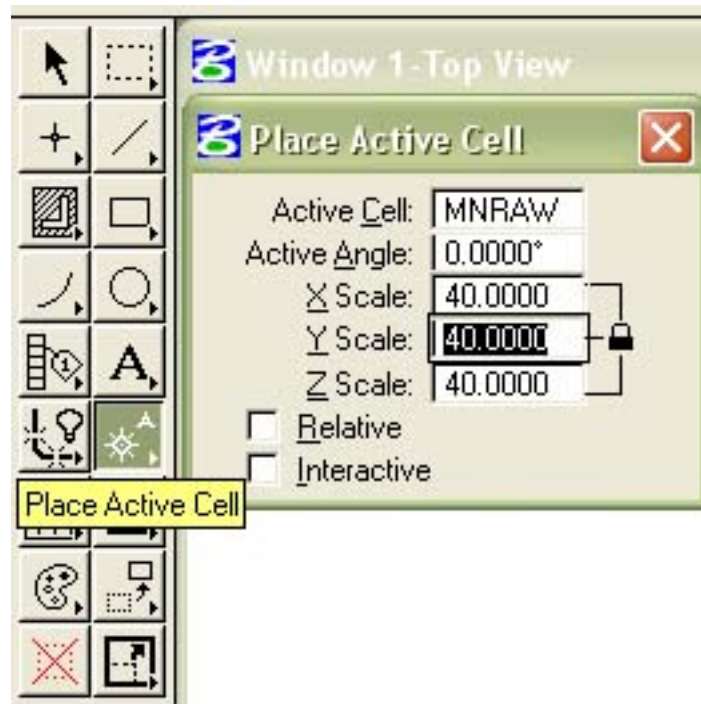 Window 1-Top View
Place Active Cell
Active Cell: MNRAW
Active Angle: 0.0000°
X Scale: 40.0000
Y Scale: 40.0000
Z Scale: 40.0000
Relative
Interactive
1
A
A
Place Active Cell